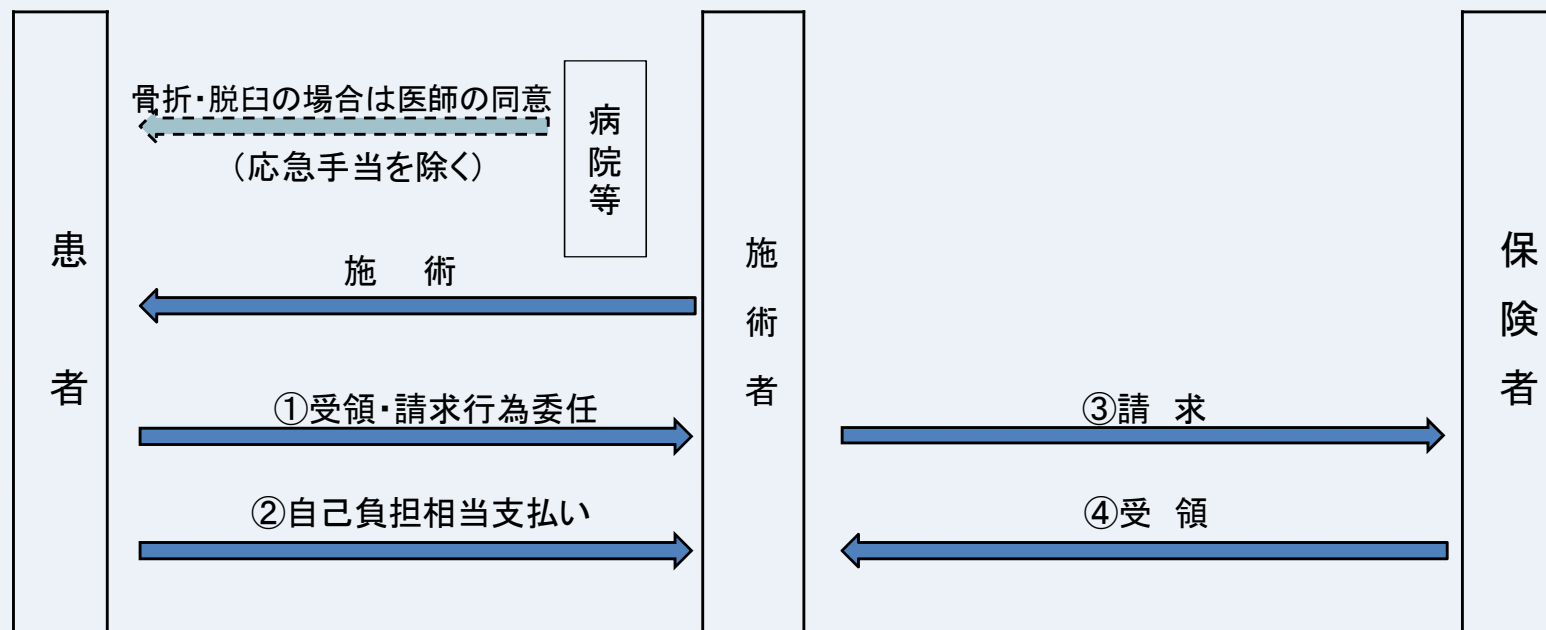 患者
骨折・脱臼の場合は医師の同意
(応急手当を除く)
病院等
施術
①受領・請求行為委任
②自己負担相当支払い
施術者
③請 求
④受 領
保険者